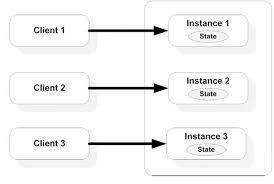 Client 1
Instance 1
State
Client 2
Instance 2
State
Client 3
Instance 3
State